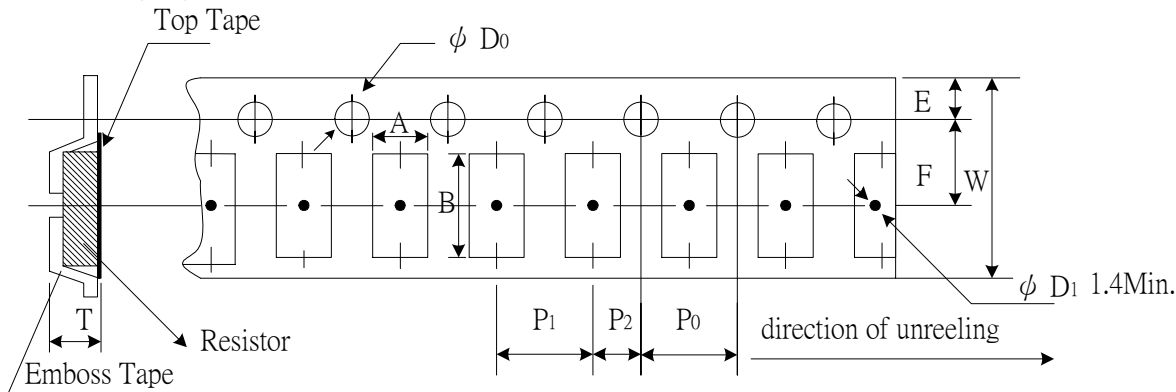 Top Tape
ψ D0
E
A
F
W
B
ψ D1 1.4Min.
T
P1
P2
P0
direction of unreeling
Resistor
Emboss Tape